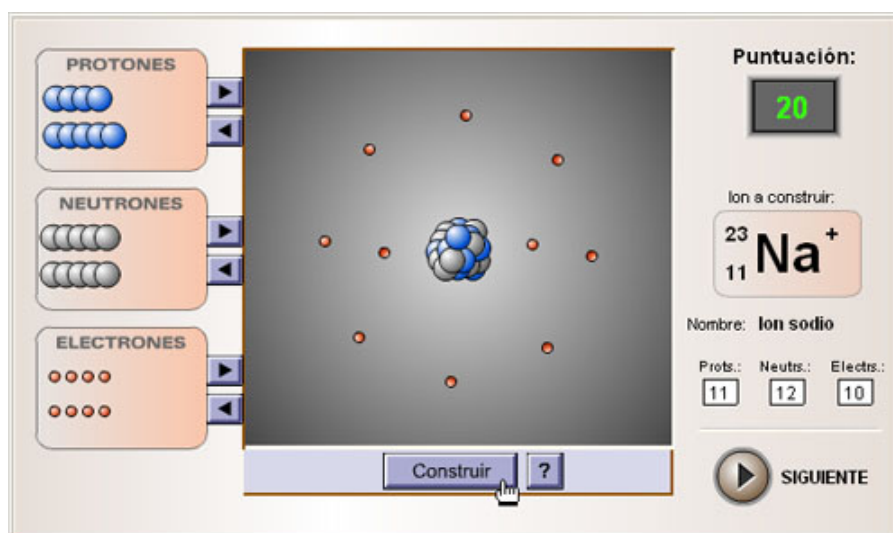 PROTONES
NEUTRONES
ELECTRONES
Construir
?
Puntuación:
20
Ion a construir:
23
11 Na+
Nombre: Ion sodio
Prots.: Neutrs.: Electrs.:
11 12 10
SIGUIENTE